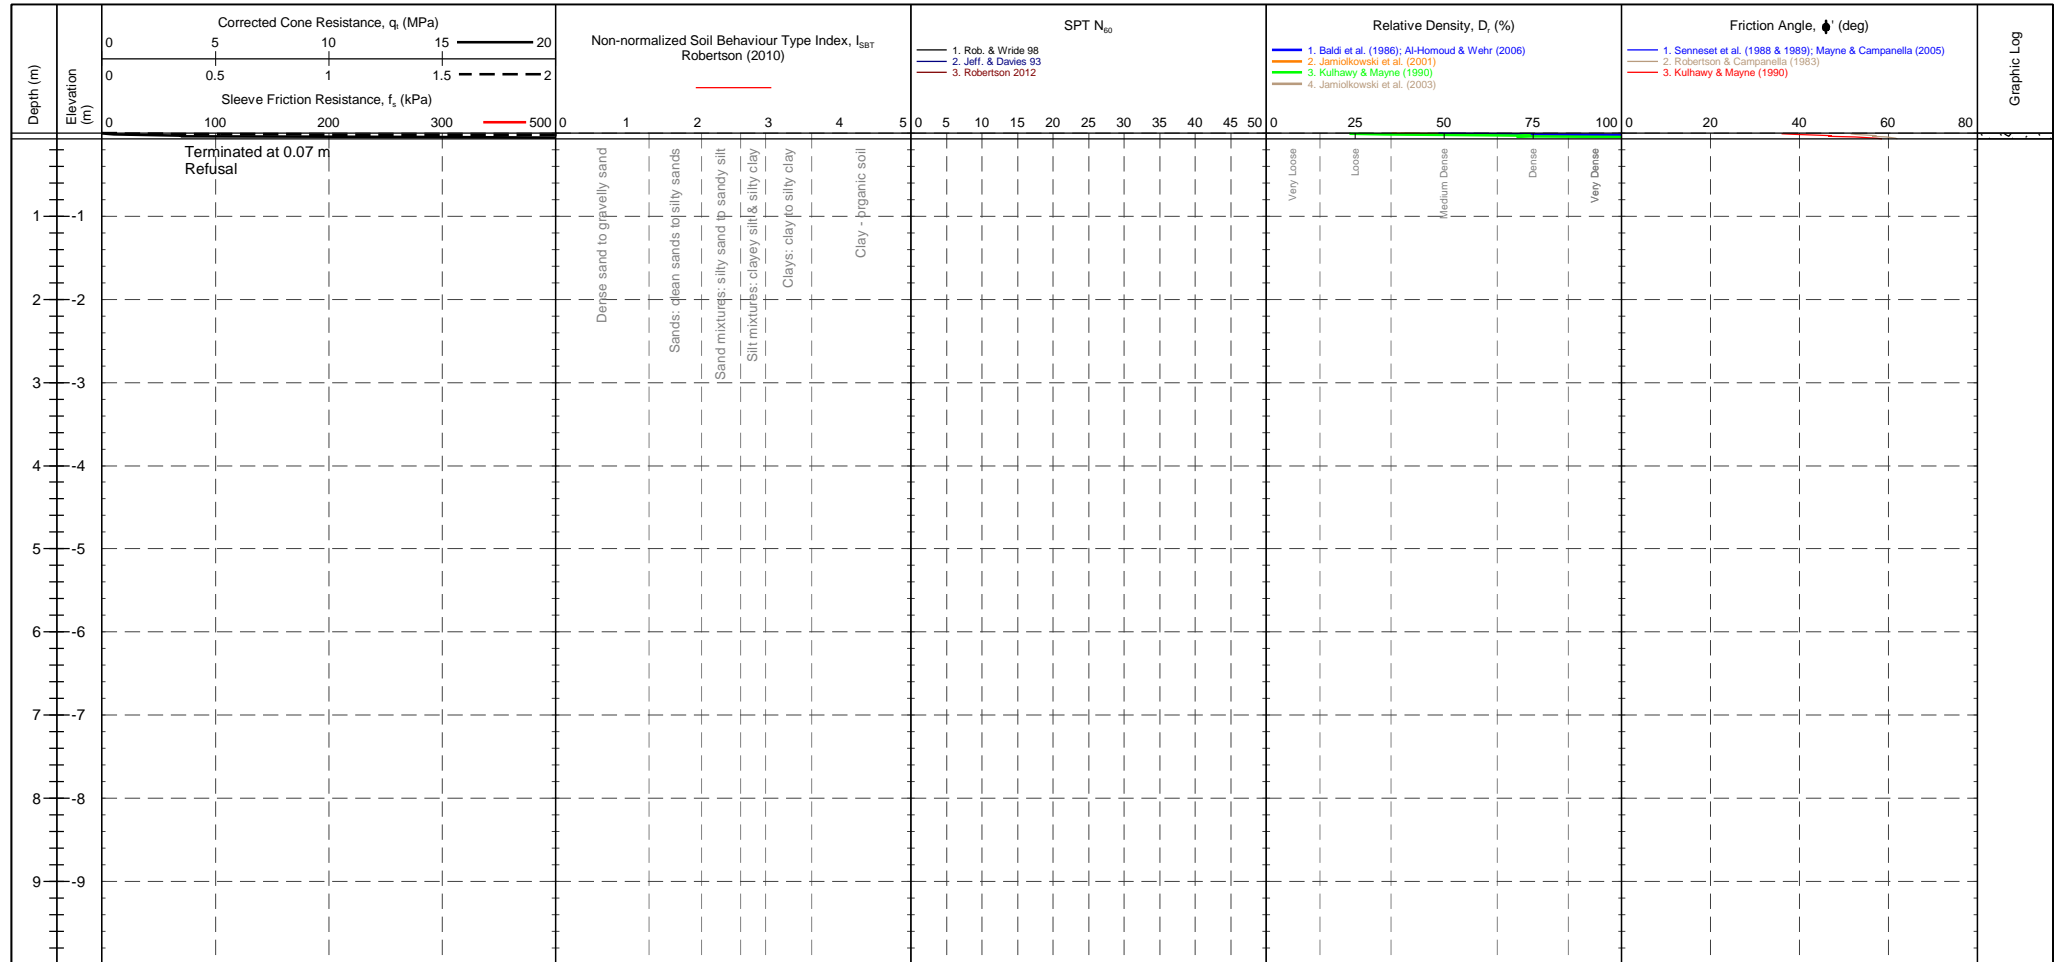 Depth (m)
Elevation
(m)
Corrected Cone Resistance, qt (MPa)
0 5 10 15 20
0 0.5 1 1.5 2
Sleeve Friction Resistance, fs (kPa)
100 200 300 500
Non-normalized Soil Behaviour Type Index, ISBT
Robertson (2010)
0 1 2 3 4 5
SPT N60
1. Rob. & Wride 98
2. Jeff. & Davies 93
3. Robertson 2012
0 5 10 15 20 25 30 35 40 45 50
Relative Density, Dr (%)
1. Baldi et al. (1986); Al-Homoud & Wehr (2006)
2. Jamiolkowski et al. (2001)
3. Kulhawy & Mayne (1990)
4. Jamiolkowski et al. (2003)
0 25 50 75 100
Friction Angle, ϕ' (deg)
1. Senneset et al. (1988 & 1989); Mayne & Campanella (2005)
2. Robertson & Campanella (1983)
3. Kulhawy & Mayne (1990)
0 20 40 60 80
Graphic Log
Terminated at 0.07 m
Refusal
Dense sand to gravelly sand
Sands: clean sands to silty sands
Sand mixtures: silty sand to sandy silt
Silt mixtures: clayey silt & silty clay
Clays: clay to silty clay
Clay - organic soil
Very Loose
Loose
Medium Dense
Dense
Very Dense
1 -1
2 -2
3 -3
4 -4
5 -5
6 -6
7 -7
8 -8
9 -9